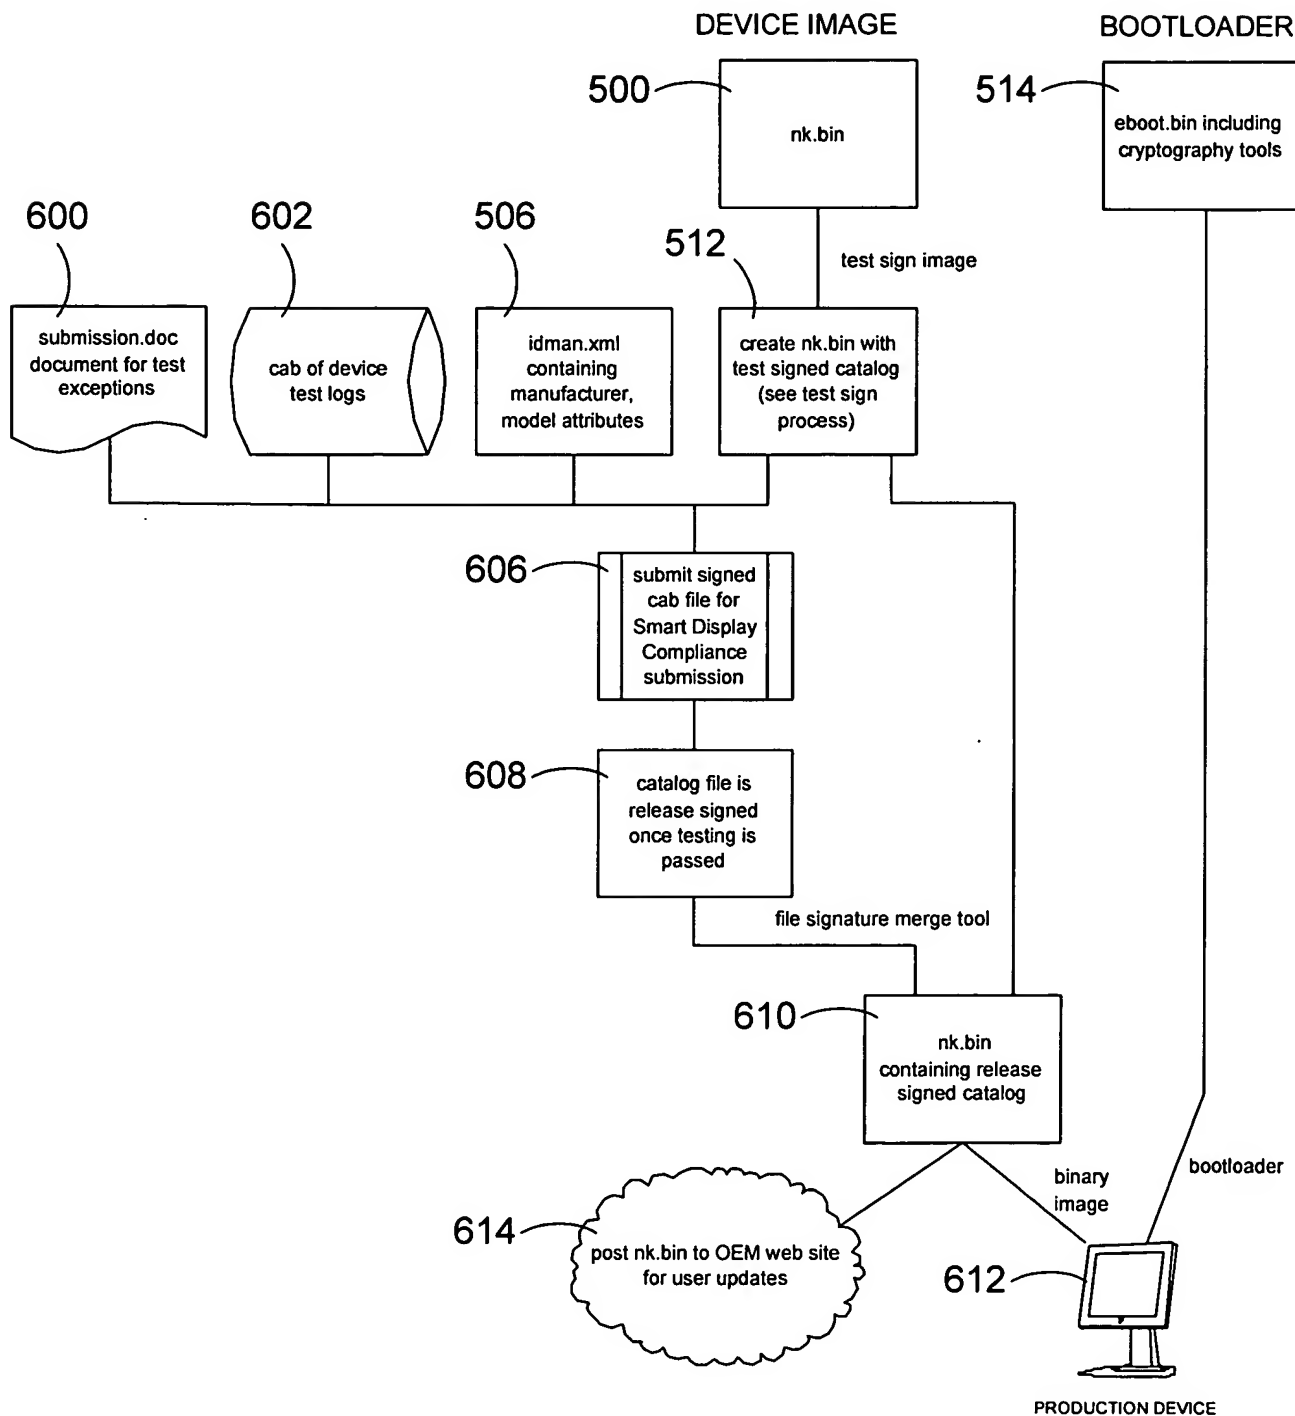 DEVICE IMAGE
BOOTLOADER
500
nk.bin
514
eboot.bin including
cryptography tools
600
602
506
512
test sign image
submission.doc
document for test
exceptions
cab of device
test logs
idman.xml
containing
manufacturer,
model attributes
create nk.bin with
test signed catalog
(see test sign
process)
606
submit signed
cab file for
Smart Display
Compliance
submission
608
catalog file is
release signed
once testing is
passed
file signature merge tool
610
nk.bin
containing release
signed catalog
binary
image
bootloader
614
post nk.bin to OEM web site
for user updates
612
PRODUCTION DEVICE